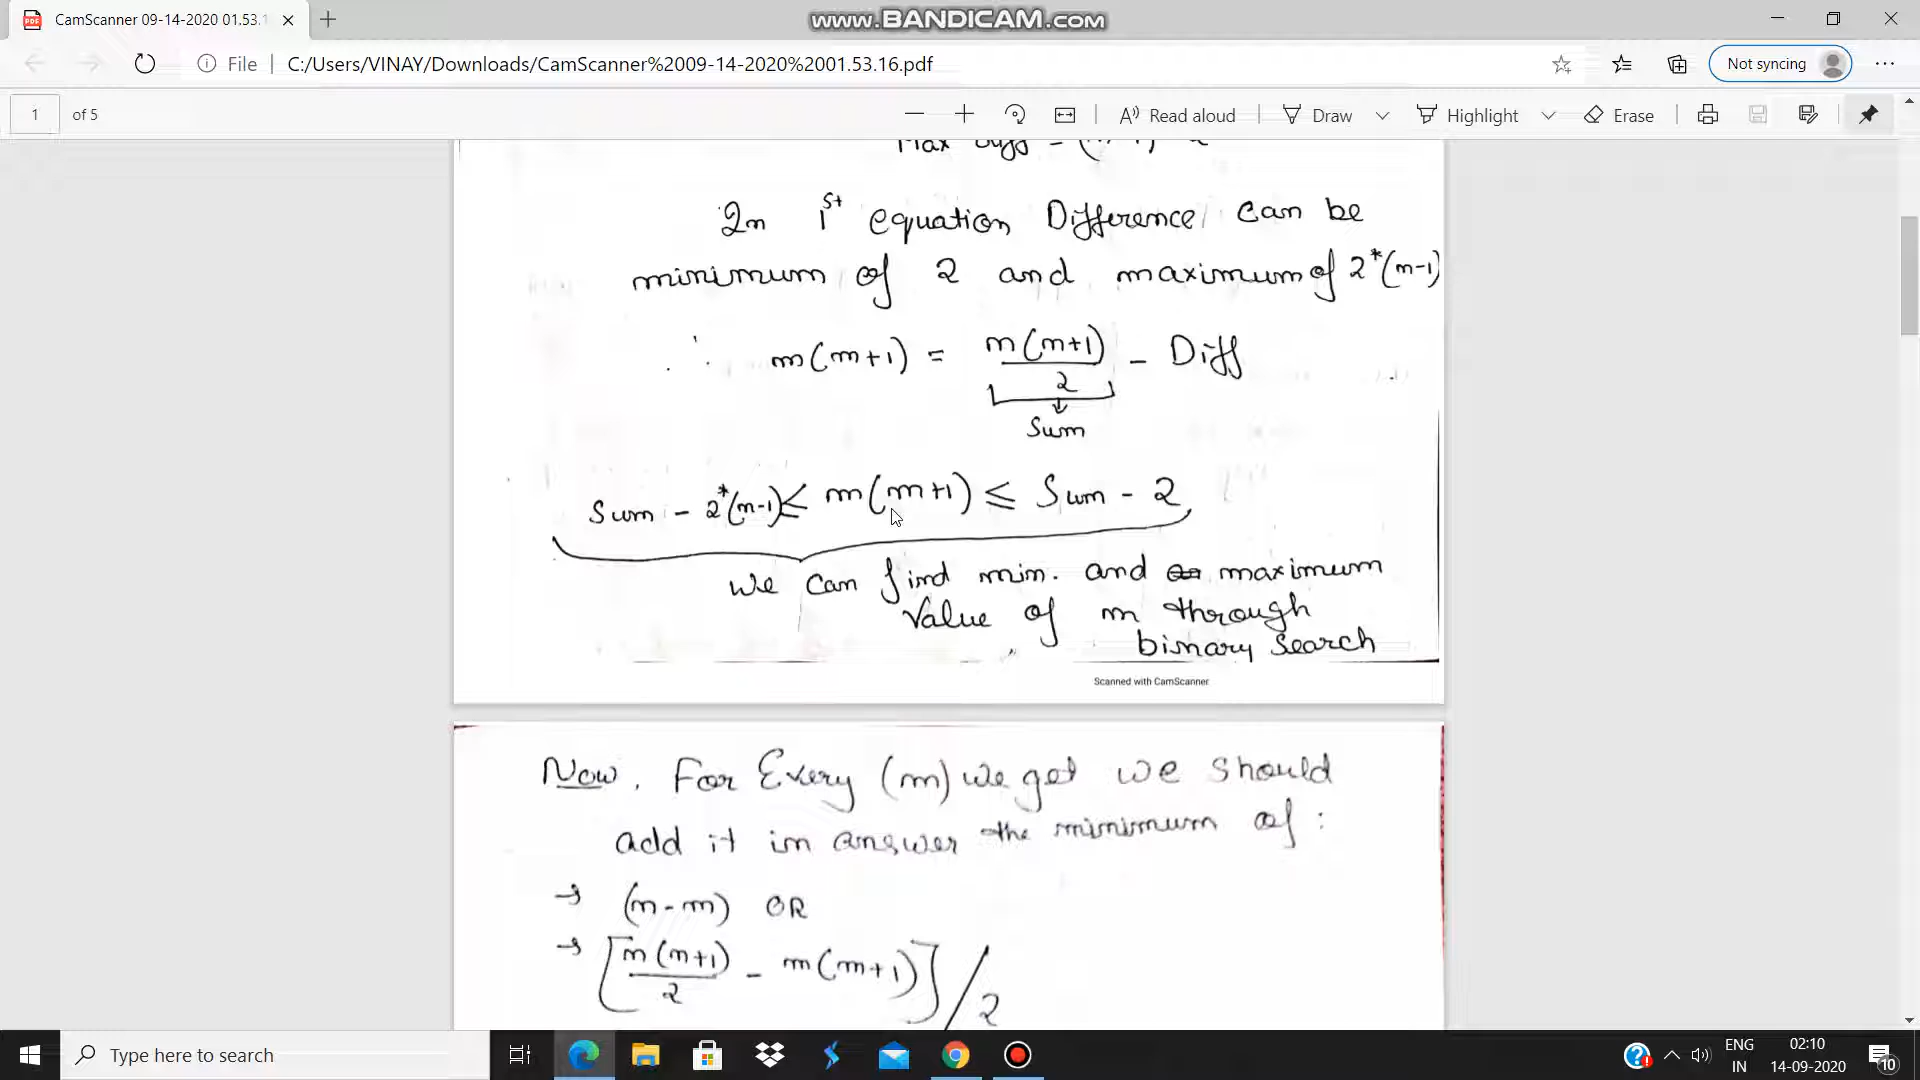 CamScanner 09-14-2020 01.53.1
www.BANDICAM.com
File
C:/Users/VINAY/Downloads/CamScanner%2009-14-2020%2001.53.16.pdf
Not syncing
1 of 5
Read aloud
Draw
Highlight
Erase
In 1st equation Difference can be
minimum of 2 and maximum of 2*(n-1)
∴ m(m+1) = n(n+1)/2 - Diff
Sum
Sum - 2*(n-1) ≤ m(m+1) ≤ Sum - 2
we can find min. and maximum
value of m through
binary search
Scanned with CamScanner
Now, For Every (m) we get we should
add it in answer the minimum of :
→ (n-m) OR
→ [n(n+1)/2 - m(m+1)]/2
Type here to search
ENG
IN
02:10
14-09-2020
10